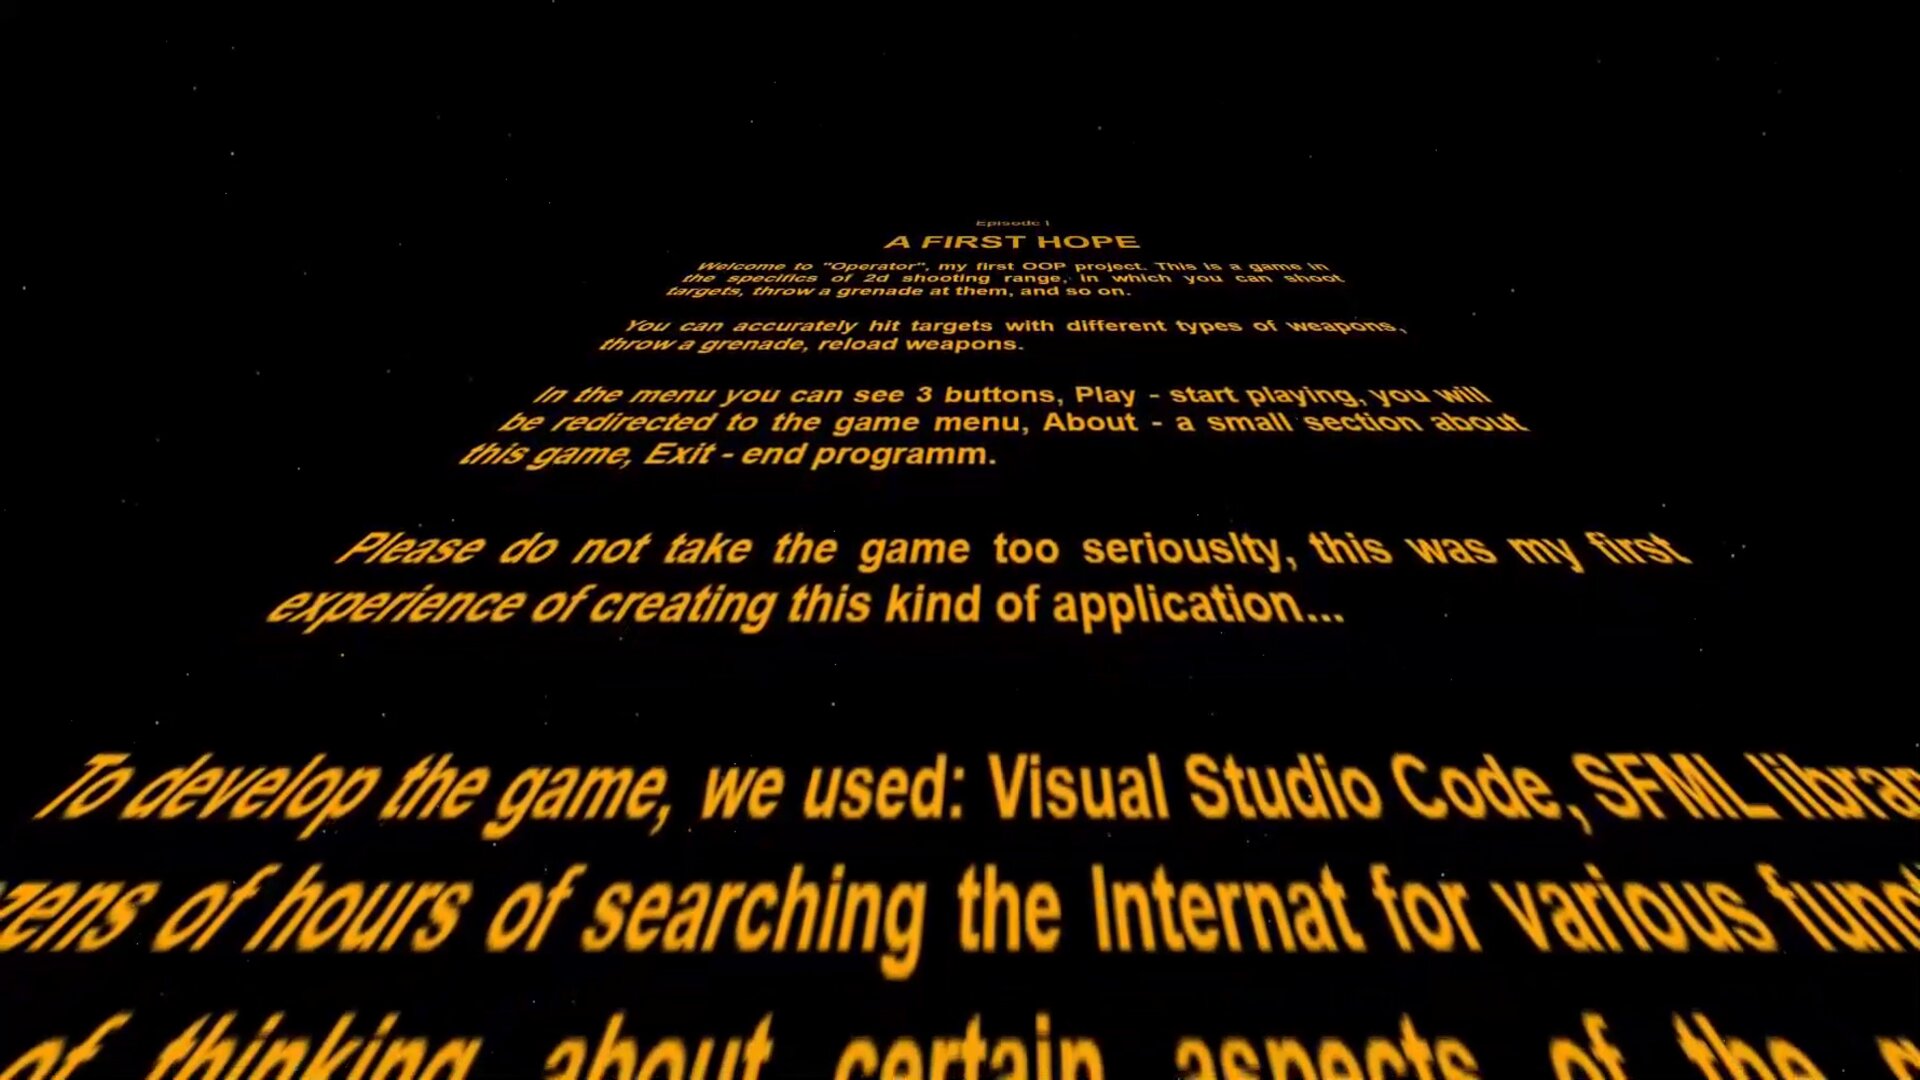 Episode I
A FIRST HOPE
Welcome to "Operator", my first OOP project. This is a game in
the specifics of 2d shooting range, in which you can shoot
targets, throw a grenade at them, and so on.
You can accurately hit targets with different types of weapons,
throw a grenade, reload weapons.
In the menu you can see 3 buttons, Play - start playing, you will
be redirected to the game menu, About - a small section about
this game, Exit - end programm.
Please do not take the game too seriouslty, this was my first
experience of creating this kind of application...
To develop the game, we used: Visual Studio Code, SFML
of hours of searching the Internat for various
of thinking about certain aspects of the